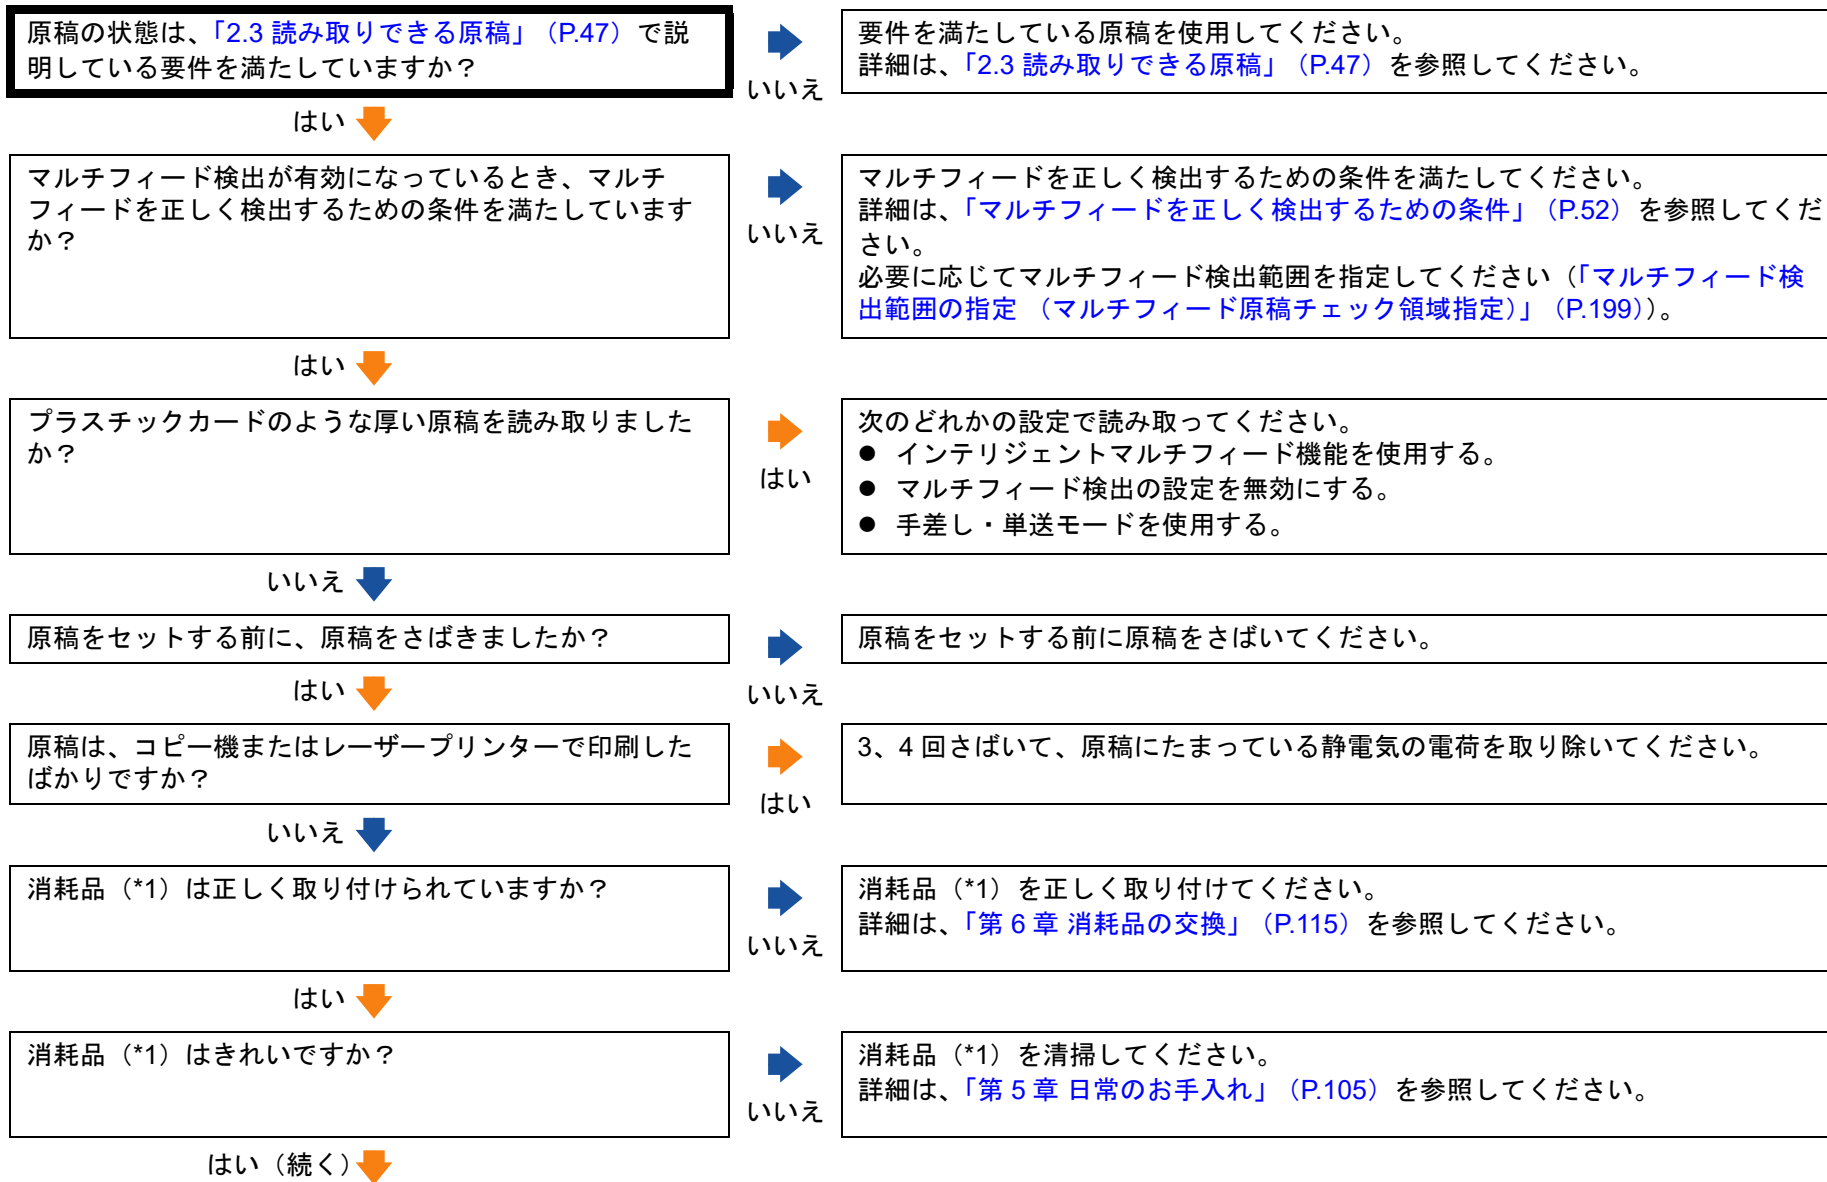 原稿の状態は、「2.3 読み取りできる原稿」（P.47）で説
明している要件を満たしていますか？
いいえ
要件を満たしている原稿を使用してください。
詳細は、「2.3 読み取りできる原稿」（P.47）を参照してください。
はい
マルチフィード検出が有効になっているとき、マルチ
フィードを正しく検出するための条件を満たしています
か？
いいえ
マルチフィードを正しく検出するための条件を満たしてください。
詳細は、「マルチフィードを正しく検出するための条件」（P.52）を参照してくだ
さい。
必要に応じてマルチフィード検出範囲を指定してください（「マルチフィード検
出範囲の指定 （マルチフィード原稿チェック領域指定）」（P.199））。
はい
プラスチックカードのような厚い原稿を読み取りました
か？
はい
次のどれかの設定で読み取ってください。
● インテリジェントマルチフィード機能を使用する。
● マルチフィード検出の設定を無効にする。
● 手差し・単送モードを使用する。
いいえ
原稿をセットする前に、原稿をさばきましたか？
いいえ
原稿をセットする前に原稿をさばいてください。
はい
原稿は、コピー機またはレーザープリンターで印刷した
ばかりですか？
はい
3、4 回さばいて、原稿にたまっている静電気の電荷を取り除いてください。
いいえ
消耗品（*1）は正しく取り付けられていますか？
いいえ
消耗品（*1）を正しく取り付けてください。
詳細は、「第 6 章 消耗品の交換」（P.115）を参照してください。
はい
消耗品（*1）はきれいですか？
いいえ
消耗品（*1）を清掃してください。
詳細は、「第 5 章 日常のお手入れ」（P.105）を参照してください。
はい（続く）